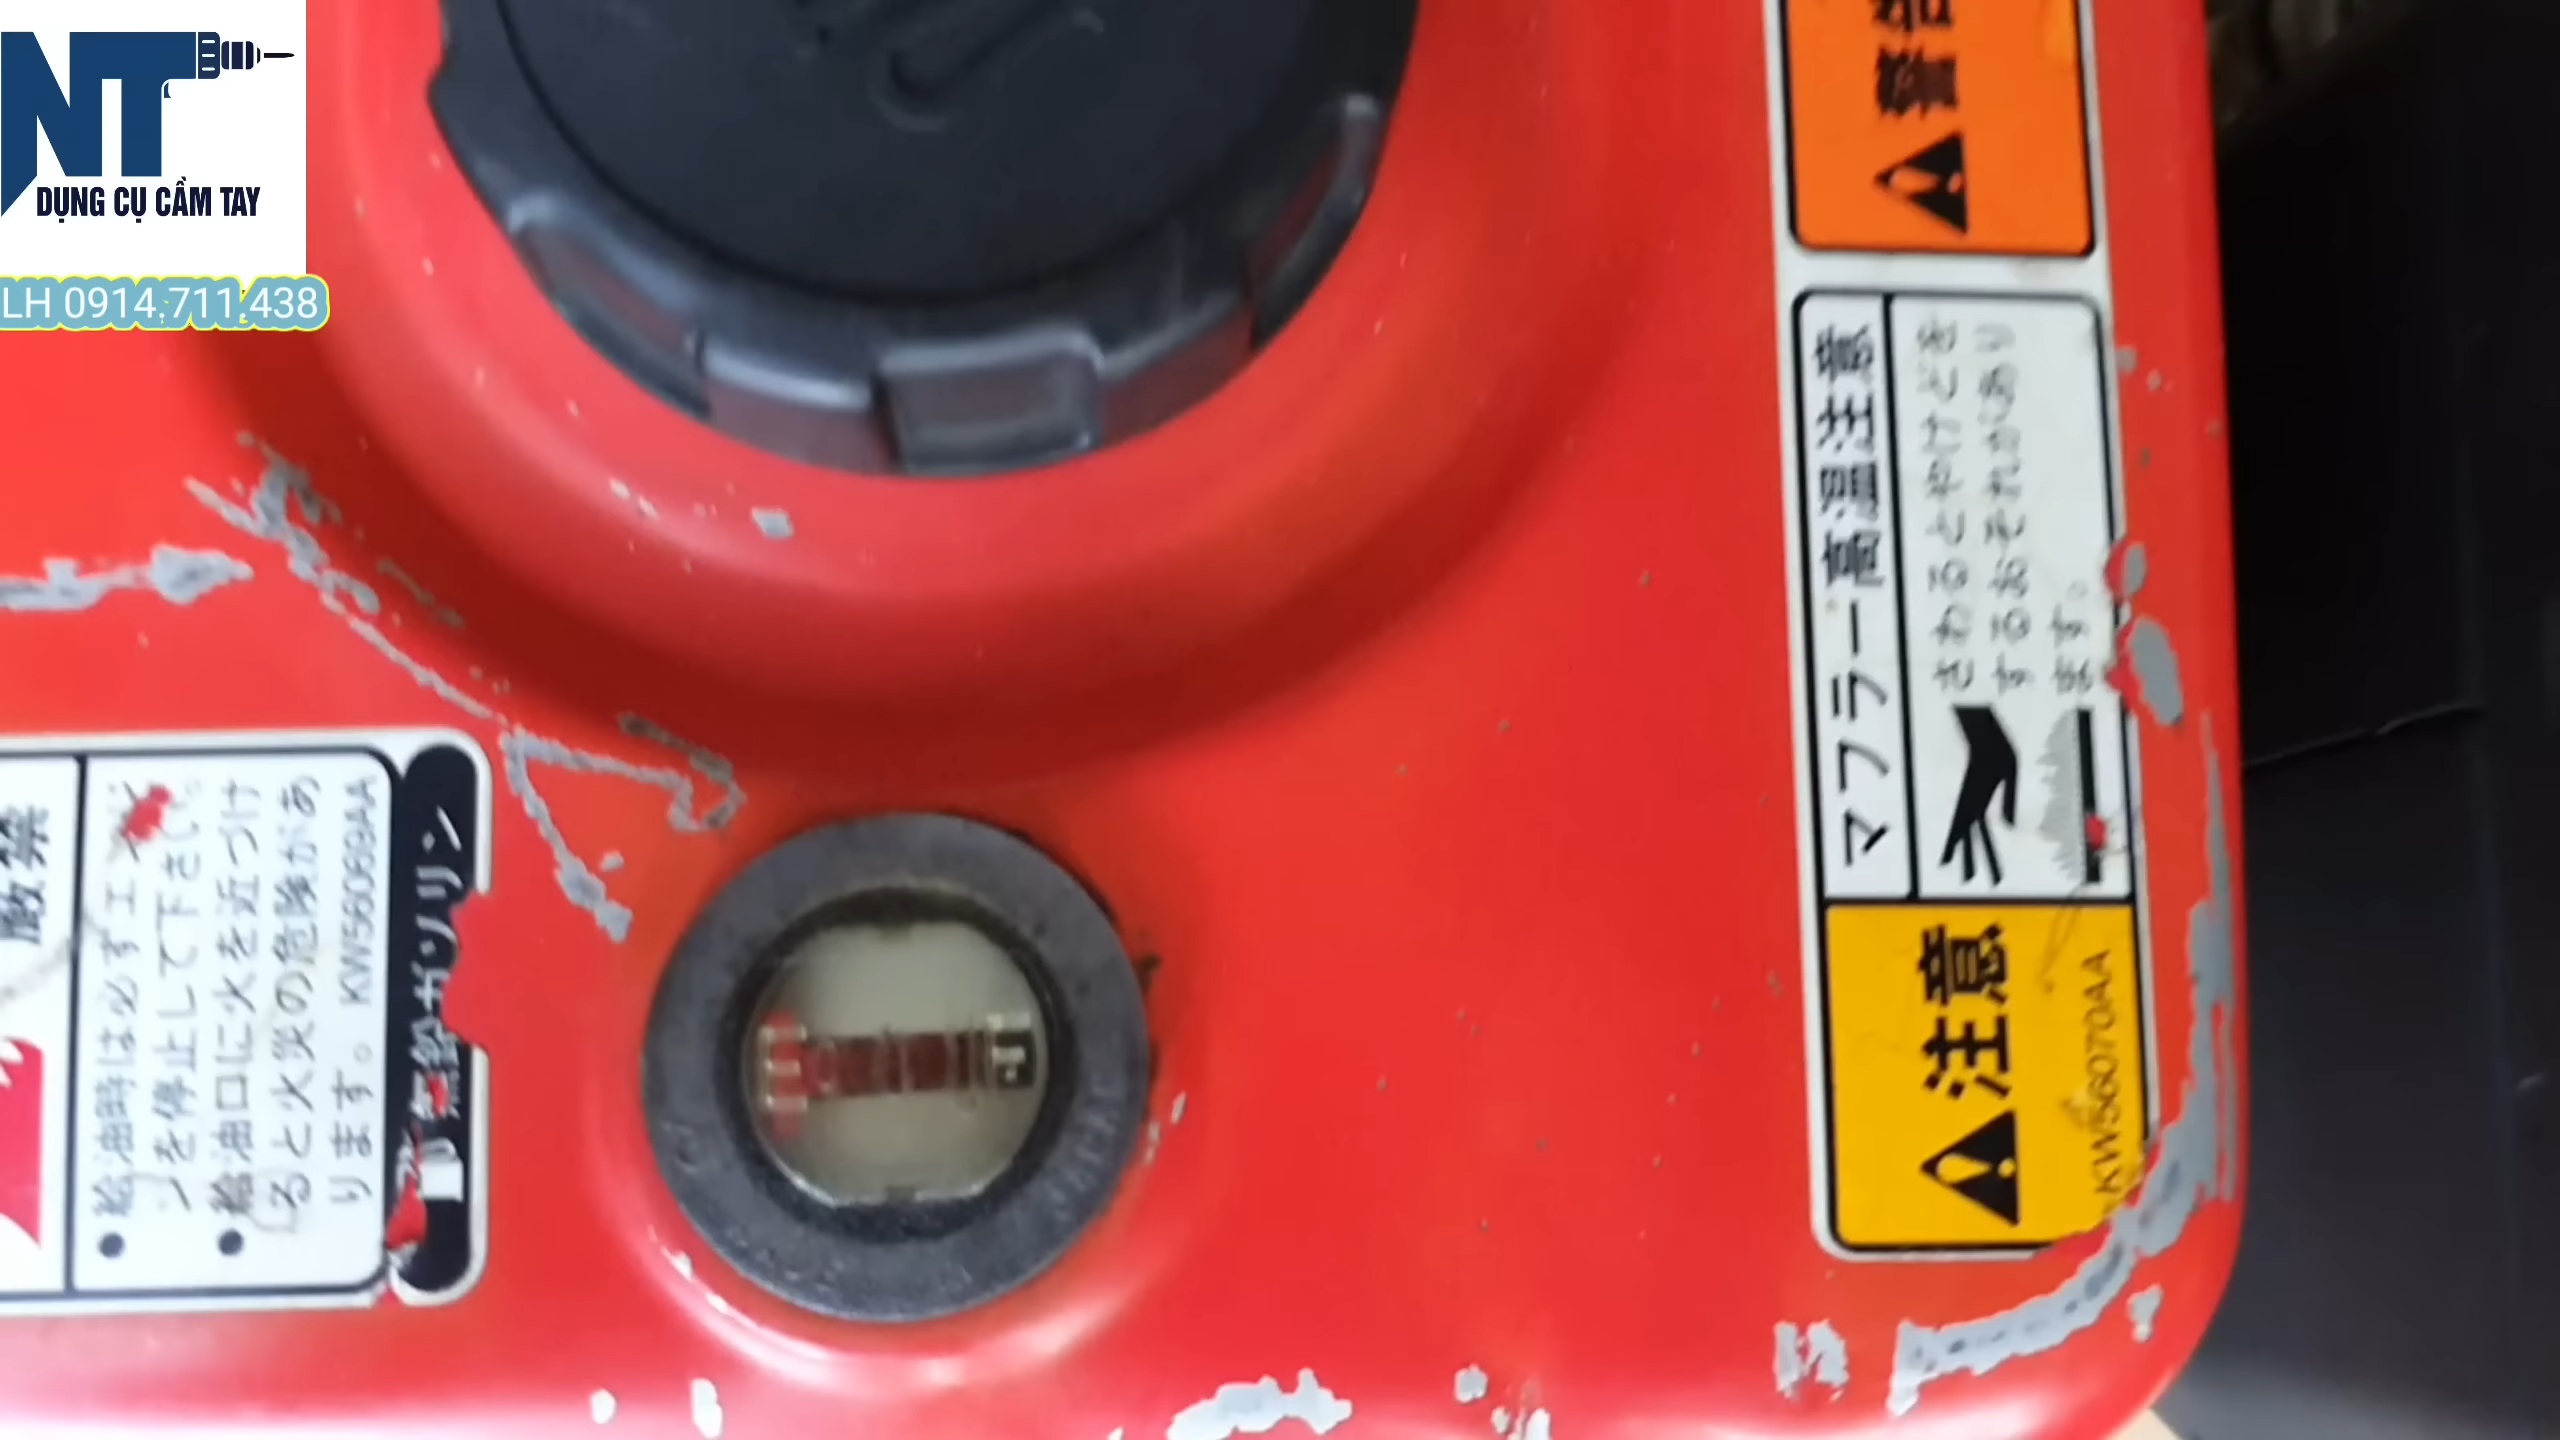 NT
DỤNG CỤ CẦM TAY
LH 0914.711.438
厳禁
● 給油時は必ずエンジ
ンを停止して下さい。
● 給油口に火を近づけ
ると火災の危険があ
ります。 KW56069AA
無鉛ガソリン
E
F
警告
注意
KW56070AA
マフラー高温注意
さわるとやけどを
するおそれがあり
ます。